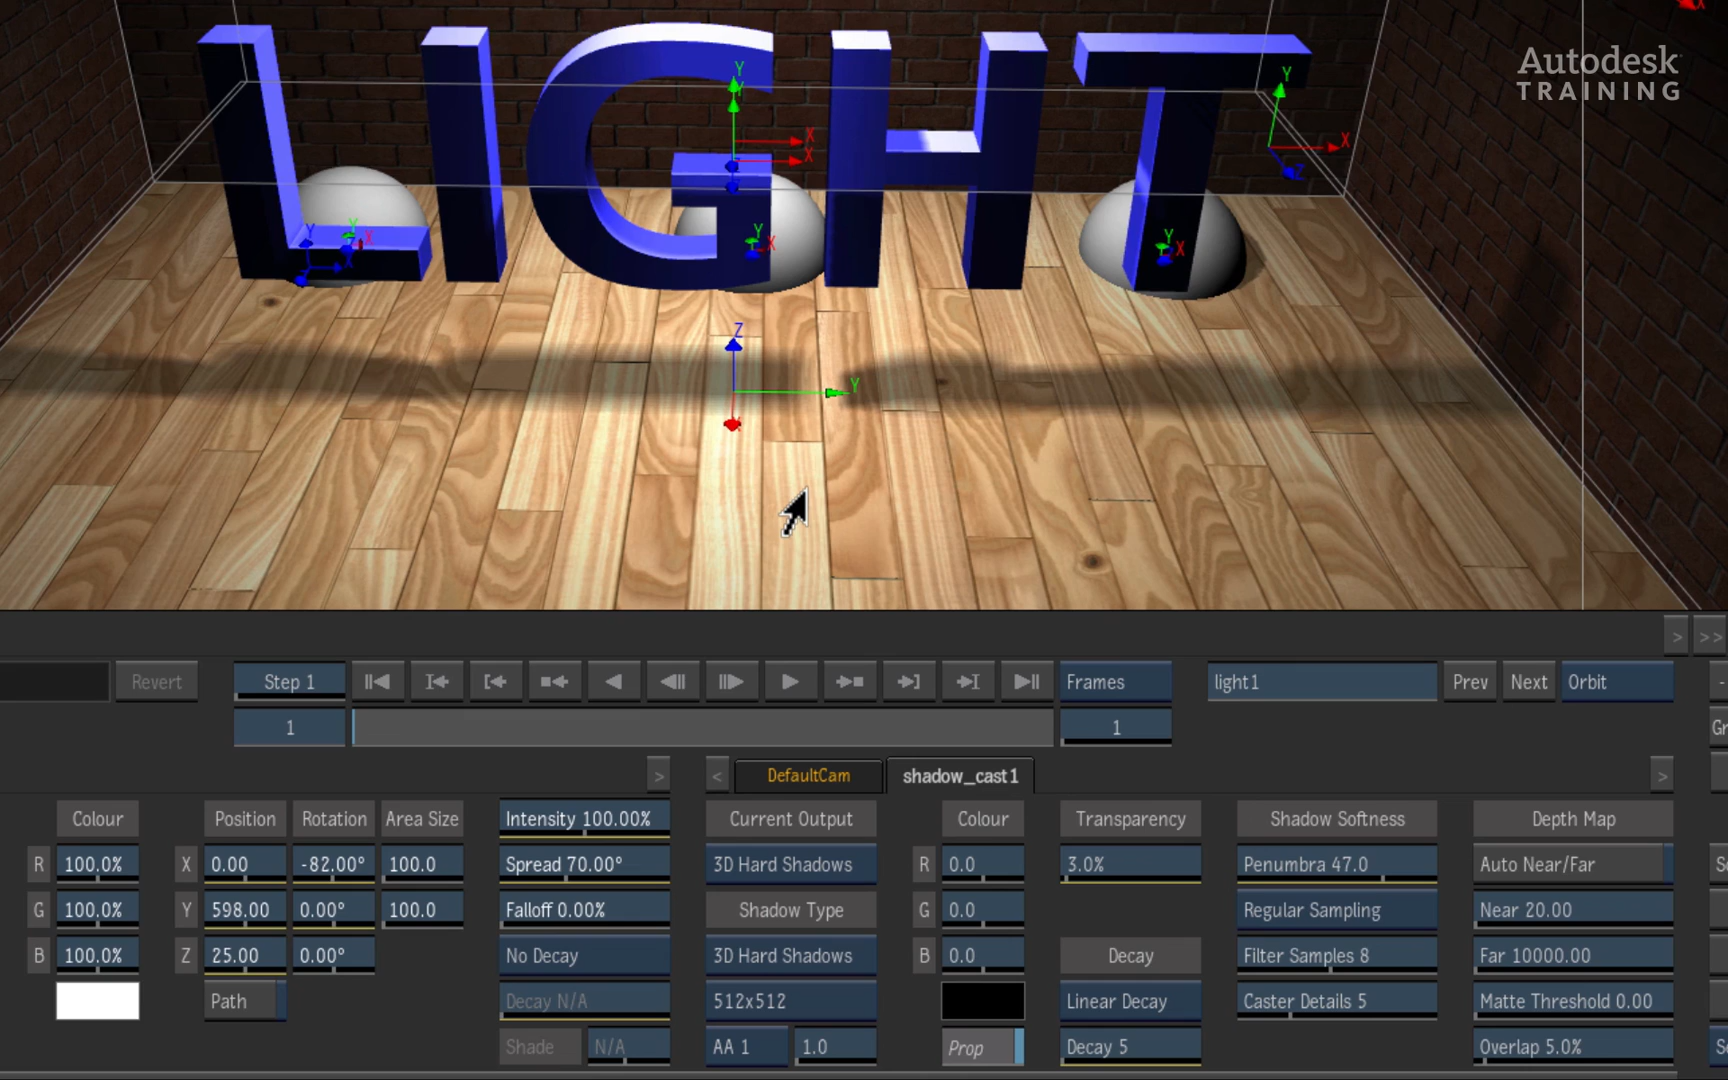 LIGHT
Autodesk
TRAINING
Y
Y
X
X
Y
X
Z
Y
X
Y
X
Y
X
Y
X
Z
Y
X
> >>
Revert Step 1 Frames light1 Prev Next Orbit
1 1 Gr
> < DefaultCam shadow_cast1 >
Colour Position Rotation Area Size Intensity 100.00% Current Output Colour Transparency Shadow Softness Depth Map
R 100.0% X 0.00 -82.00° 100.0 Spread 70.00° 3D Hard Shadows R 0.0 3.0% Penumbra 47.0 Auto Near/Far Sc
G 100.0% Y 598.00 0.00° 100.0 Falloff 0.00% Shadow Type G 0.0 Regular Sampling Near 20.00
B 100.0% Z 25.00 0.00° No Decay 3D Hard Shadows B 0.0 Decay Filter Samples 8 Far 10000.00
Path Decay N/A 512x512 Linear Decay Caster Details 5 Matte Threshold 0.00
Shade N/A AA 1 1.0 Prop Decay 5 Overlap 5.0%